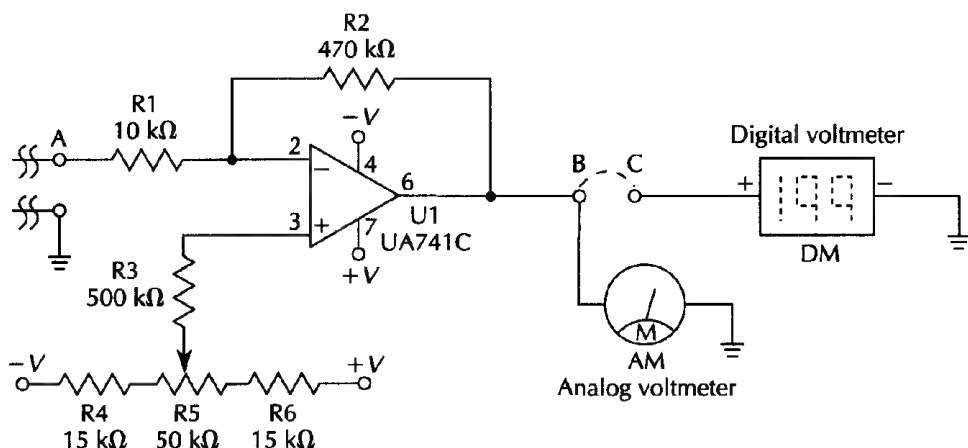 R2
470 kΩ
R1
10 kΩ
A
−V
4
2
−
6
B
C
Digital voltmeter
+
199
−
3
+
7
U1
UA741C
+V
DM
R3
500 kΩ
M
AM
Analog voltmeter
−V
+V
R4
15 kΩ
R5
50 kΩ
R6
15 kΩ